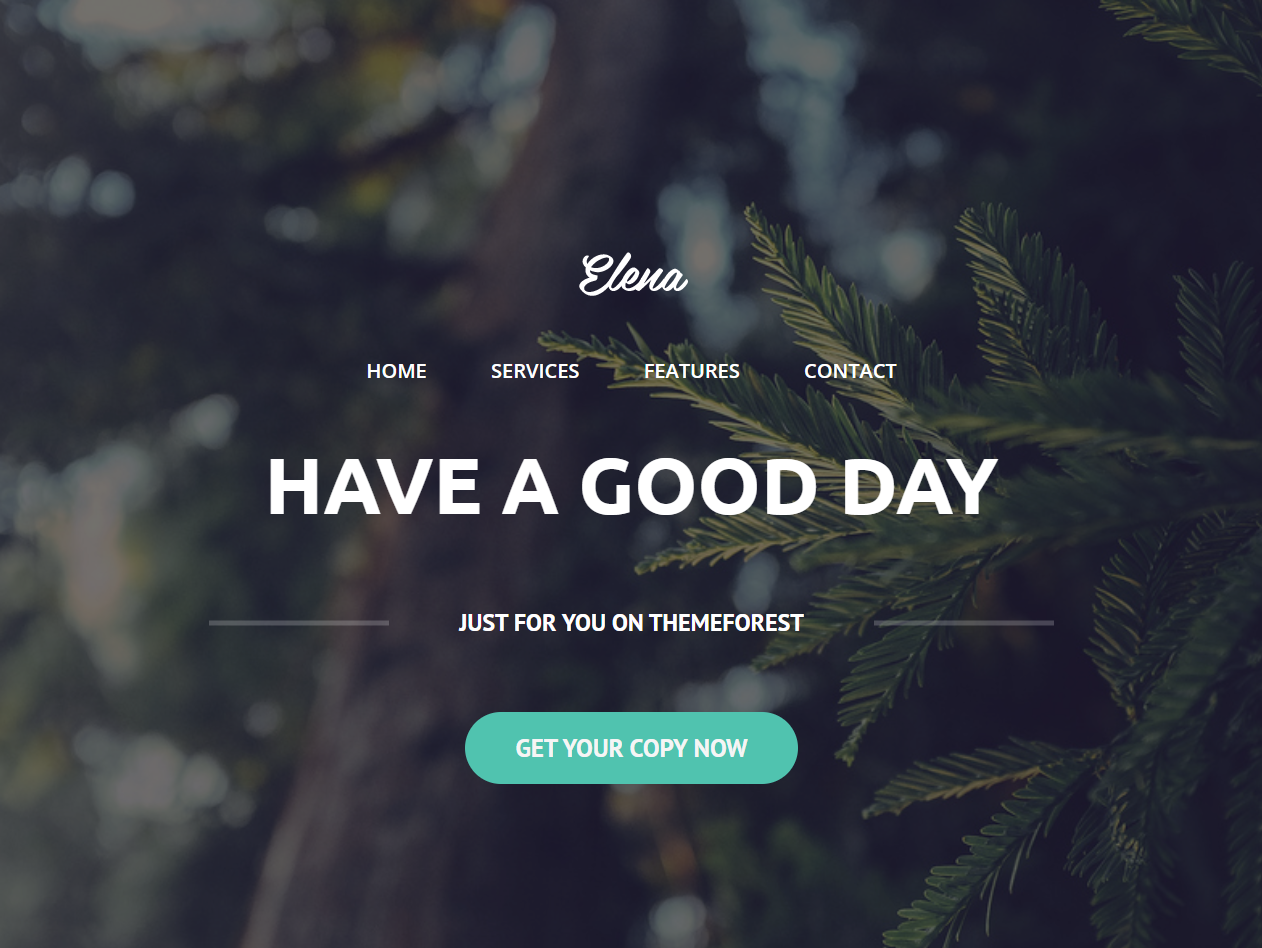 Elena
HOME SERVICES FEATURES CONTACT
HAVE A GOOD DAY
JUST FOR YOU ON THEMEFOREST
GET YOUR COPY NOW